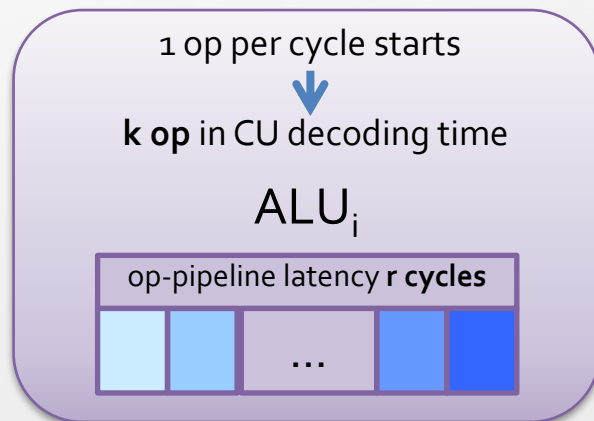 1 op per cycle starts
k op in CU decoding time
ALUi
op-pipeline latency r cycles
...